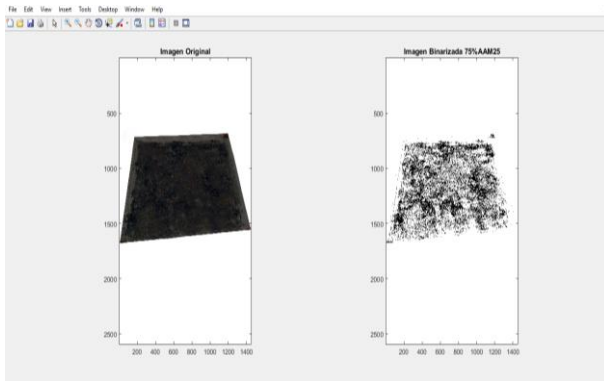 File Edit View Insert Tools Desktop Window Help
Imagen Original
500
1000
1500
2000
2500
200 400 600 800 1000 1200 1400
Imagen Binarizada 75%AAM25
500
1000
1500
2000
2500
200 400 600 800 1000 1200 1400